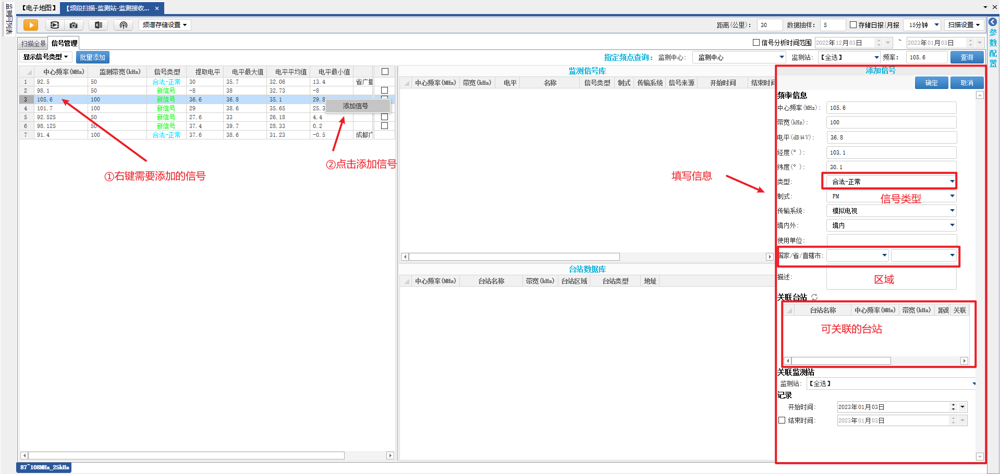 监测网列表
【电子地图】 【频段扫描-监测站-监测接收... ×
频谱存储设置 距离(公里): 30 数据抽样: 5 存储日报|月报 15分钟 扫描设置
参数配置
扫描全景 信号管理 信号分析时间范围 2022年12月03日 ~ 2023年01月03日
显示信号类型 批量添加 指定频点查询: 监测中心: 监测中心 监测站: 【全选】 频率: 105.6 查询
中心频率(MHz) 监测带宽(kHz) 信号类型 提取电平 电平最大值 电平平均值 电平最小值
1 92.5 50 合法-正常 30 35.7 32.06 13.4 省广播
2 98.1 50 新信号 -8 38 32.73 -8
3 105.6 100 新信号 36.6 36.8 35.1 29.8
4 101.7 100 新信号 29 38.6 35.65 25.3
5 92.525 50 新信号 27.6 33 26.18 4.4
6 98.125 50 新信号 37.4 39.7 28.33 0.2
7 91.4 100 合法-正常 37.6 38.6 31.23 -0.5 成都广
添加信号
①右键需要添加的信号
②点击添加信号
监测信号库
中心频率(MHz) 带宽(kHz) 电平 名称 信号类型 制式 传输系统 信号来源 开始时间 结束时间
填写信息
台站数据库
中心频率(MHz) 台站名称 带宽(kHz) 台站区域 台站类型 地址
添加信号
确定 取消
频率信息
中心频率(MHz): 105.6
带宽(kHz): 100
电平(dBμV): 36.8
经度(°): 103.1
纬度(°): 30.1
类型: 合法-正常
制式: FM
信号类型
传输系统: 模拟电视
境内外: 境内
使用单位:
国家/省/直辖市:
描述:
区域
关联台站
台站名称 中心频率(MHz) 带宽(kHz) 距离 关联
可关联的台站
关联监测站
监测站: 【全选】
记录
开始时间: 2023年01月03日
结束时间: 2023年01月03日
87~108MHz_25kHz